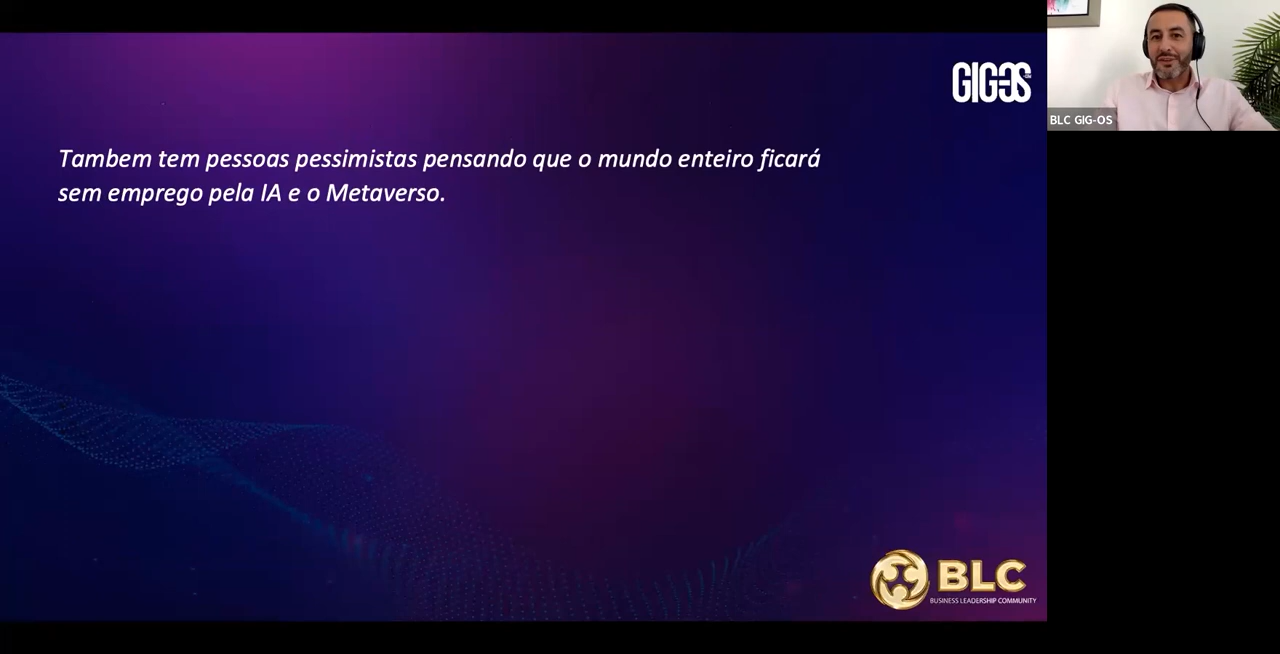 GIGOS
BLC GIG-OS
Tambem tem pessoas pessimistas pensando que o mundo enteiro ficará
sem emprego pela IA e o Metaverso.
BLC
BUSINESS LEADERSHIP COMMUNITY